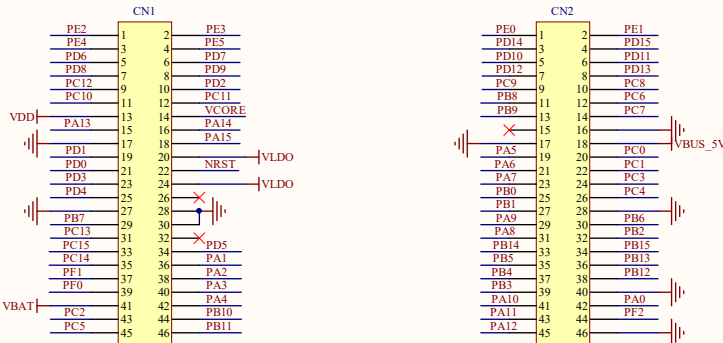 CN1 CN2
PE2 1 2 PE3 PE0 1 2 PE1
PE4 3 4 PE5 PD14 3 4 PD15
PD6 5 6 PD7 PD10 5 6 PD11
PD8 7 8 PD9 PD12 7 8 PD13
PC12 9 10 PD2 PC9 9 10 PC8
PC10 11 12 PC11 PB8 11 12 PC6
VDD 13 14 VCORE PB9 13 14 PC7
PA13 15 16 PA14 15 16
17 18 PA15 17 18 VBUS_5V
PD1 19 20 VLDO PA5 19 20 PC0
PD0 21 22 NRST PA6 21 22 PC1
PD3 23 24 VLDO PA7 23 24 PC3
PD4 25 26 PB0 25 26 PC4
27 28 PB1 27 28
PB7 29 30 PA9 29 30 PB6
PC13 31 32 PA8 31 32 PB2
PC15 33 34 PD5 PB14 33 34 PB15
PC14 35 36 PA1 PB5 35 36 PB13
PF1 37 38 PA2 PB4 37 38 PB12
PF0 39 40 PA3 PB3 39 40
VBAT 41 42 PA4 PA10 41 42 PA0
PC2 43 44 PB10 PA11 43 44 PF2
PC5 45 46 PB11 PA12 45 46